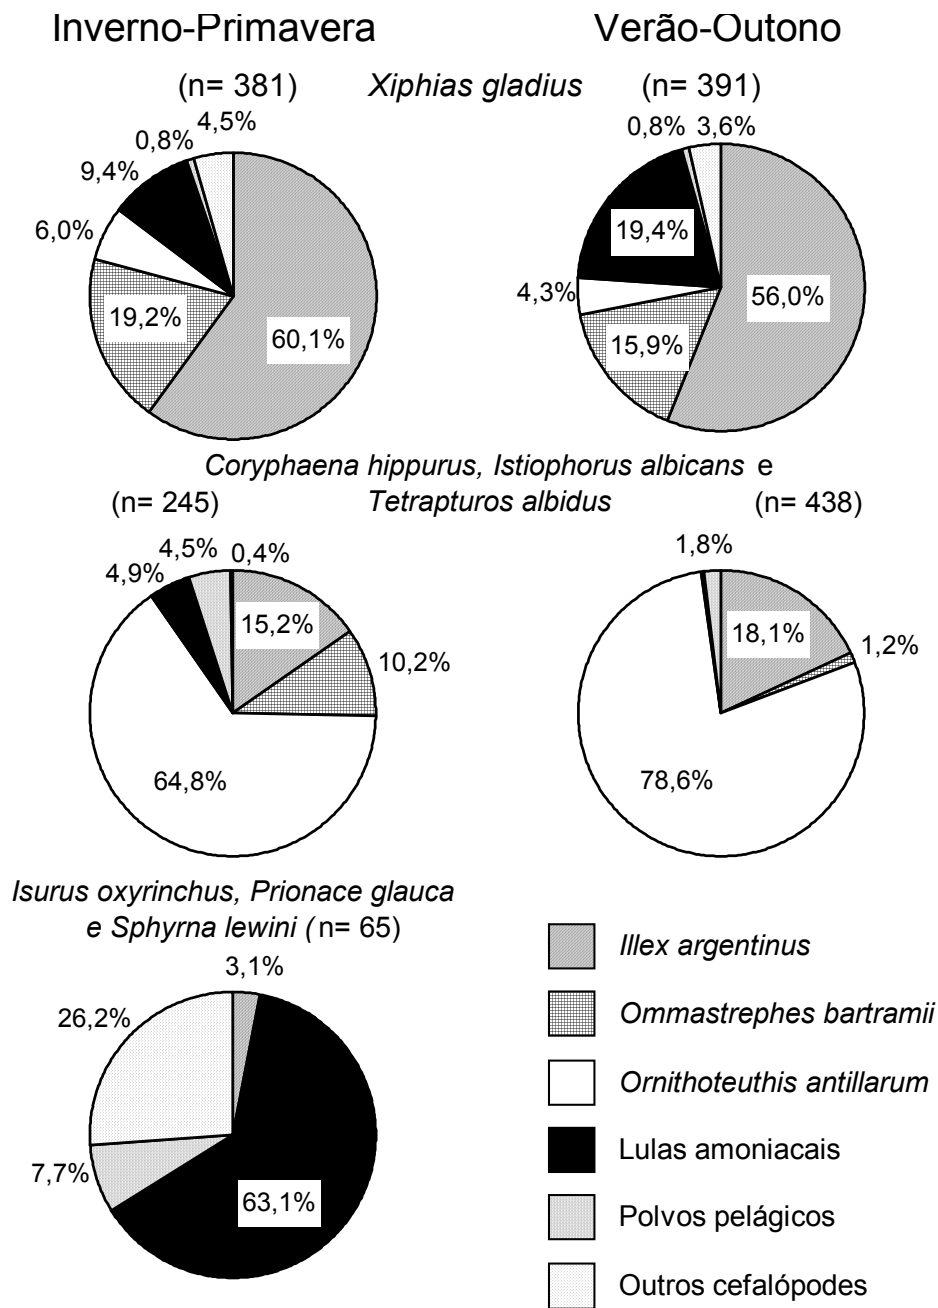 Inverno-Primavera
Verão-Outono
(n= 381)
Xiphias gladius
(n= 391)
4,5%
0,8%
9,4%
6,0%
19,2%
60,1%
0,8%
3,6%
19,4%
56,0%
4,3%
15,9%
Coryphaena hippurus, Istiophorus albicans e
(n= 245)
Tetrapturos albidus
(n= 438)
4,5%
0,4%
4,9%
15,2%
10,2%
64,8%
1,8%
18,1%
1,2%
78,6%
Isurus oxyrinchus, Prionace glauca
e Sphyrna lewini (n= 65)
3,1%
26,2%
7,7%
63,1%
Illex argentinus
Ommastrephes bartramii
Ornithoteuthis antillarum
Lulas amoniacais
Polvos pelágicos
Outros cefalópodes